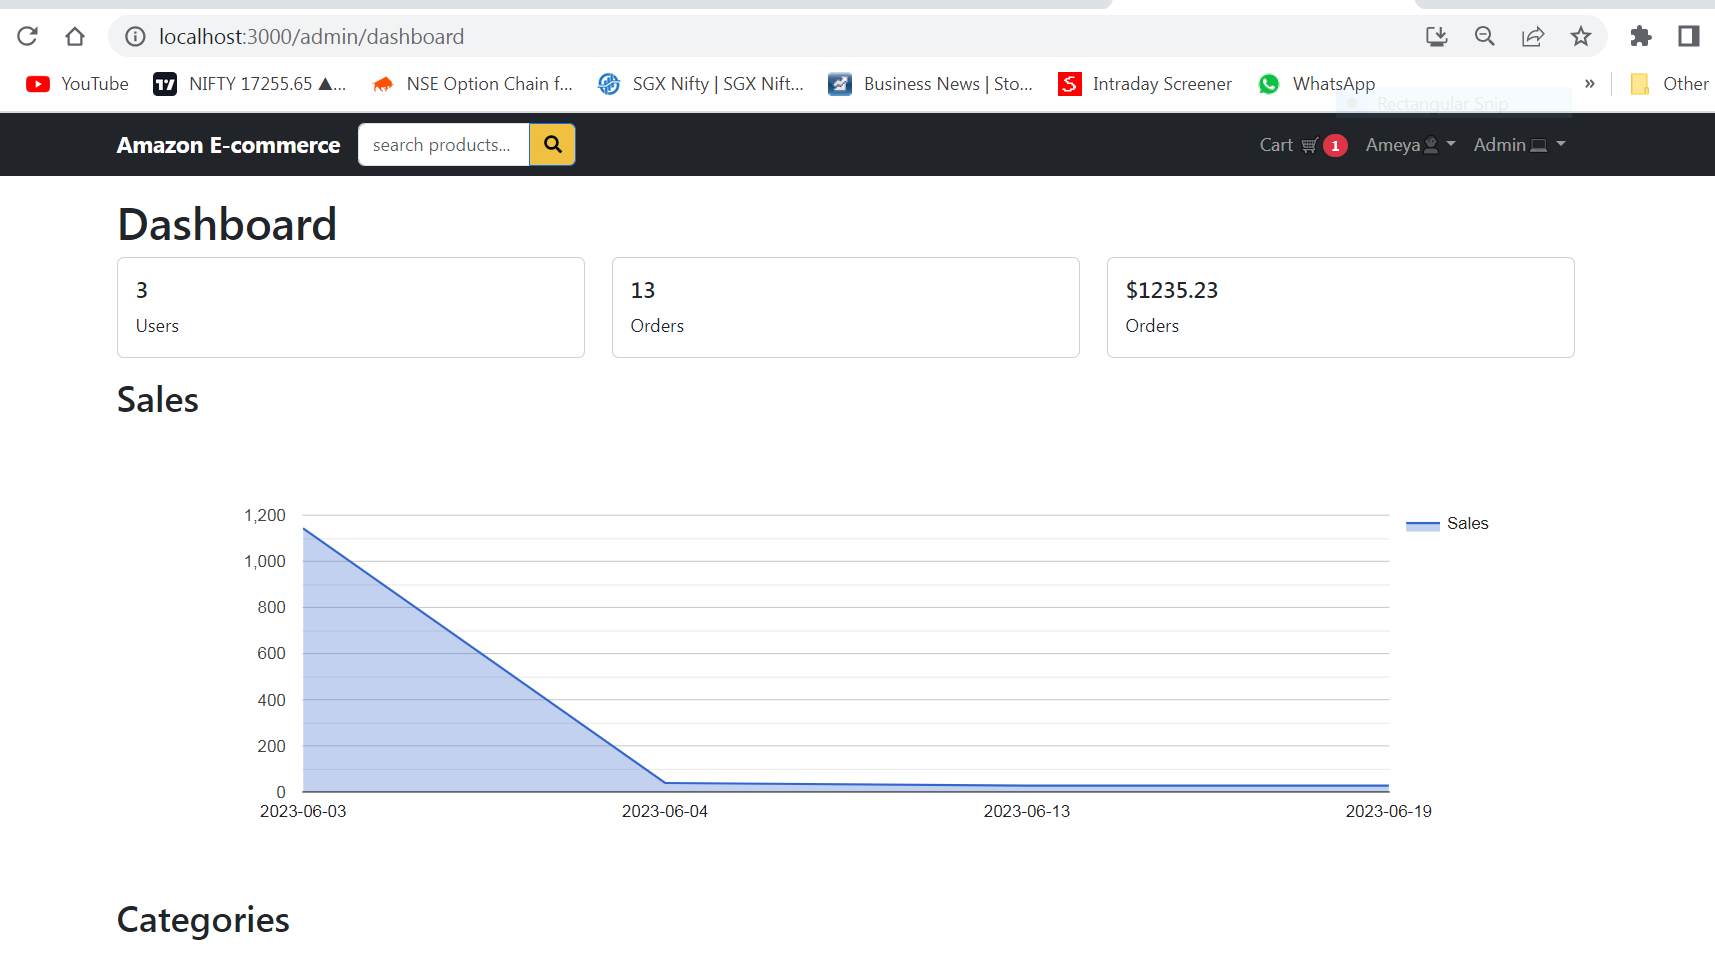 localhost:3000/admin/dashboard
YouTube NIFTY 17255.65 ▲... NSE Option Chain f... SGX Nifty | SGX Nift... Business News | Sto... Intraday Screener WhatsApp » Other
Rectangular Snip
Amazon E-commerce search products... Cart 1 Ameya Admin
Dashboard
3 13 $1235.23
Users Orders Orders
Sales
1,200 Sales
1,000
800
600
400
200
0
2023-06-03 2023-06-04 2023-06-13 2023-06-19
Categories